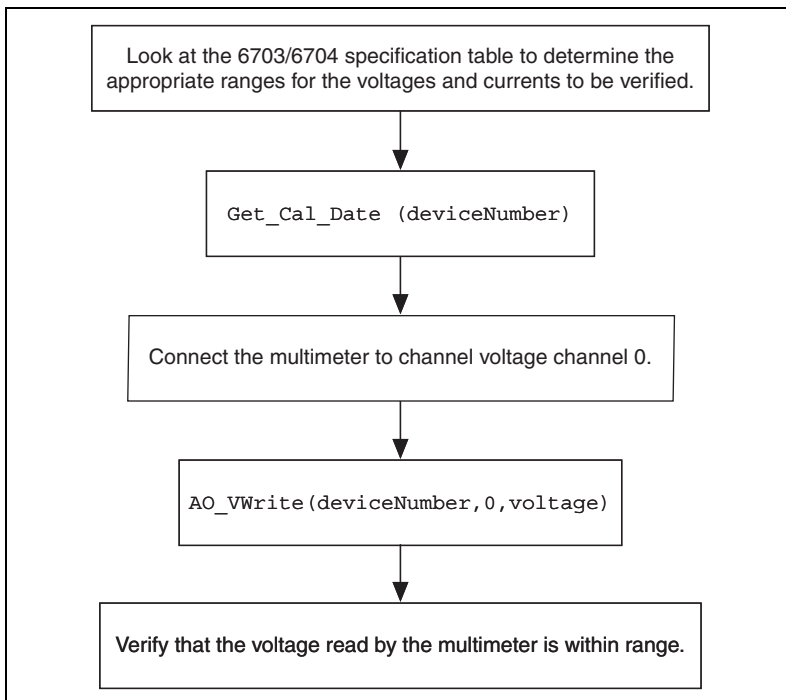 Look at the 6703/6704 specification table to determine the
appropriate ranges for the voltages and currents to be verified.
Get_Cal_Date (deviceNumber)
Connect the multimeter to channel voltage channel 0.
AO_VWrite(deviceNumber,0,voltage)
Verify that the voltage read by the multimeter is within range.